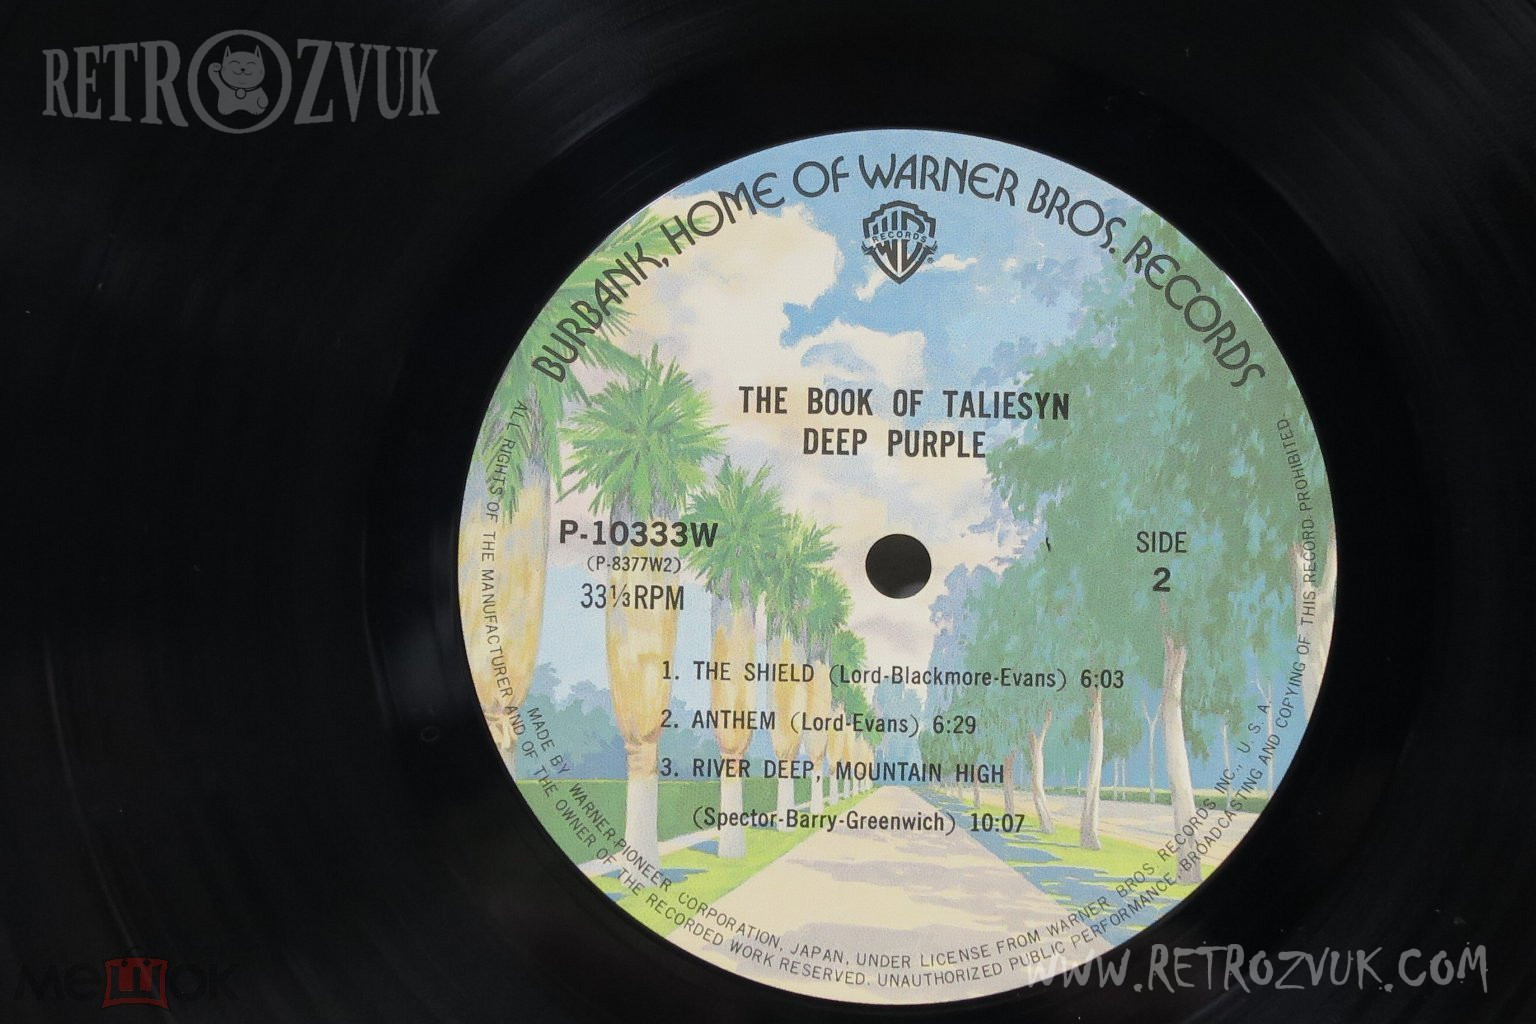 RETROZVUK
BURBANK, HOME OF WARNER BROS. RECORDS
WB
RECORDS
®
THE BOOK OF TALIESYN
DEEP PURPLE
P-10333W
(P-8377W2)
33⅓RPM
SIDE
2
1. THE SHIELD (Lord-Blackmore-Evans) 6:03
2. ANTHEM (Lord-Evans) 6:29
3. RIVER DEEP, MOUNTAIN HIGH
(Spector-Barry-Greenwich) 10:07
MADE BY WARNER-PIONEER CORPORATION, JAPAN, UNDER LICENSE FROM WARNER BROS. RECORDS INC., U. S. A.
ALL RIGHTS OF THE MANUFACTURER AND OF THE OWNER OF THE RECORDED WORK RESERVED. UNAUTHORIZED PUBLIC PERFORMANCE, BROADCASTING AND COPYING OF THIS RECORD PROHIBITED.
мешок
www.RETROZVUK.COM